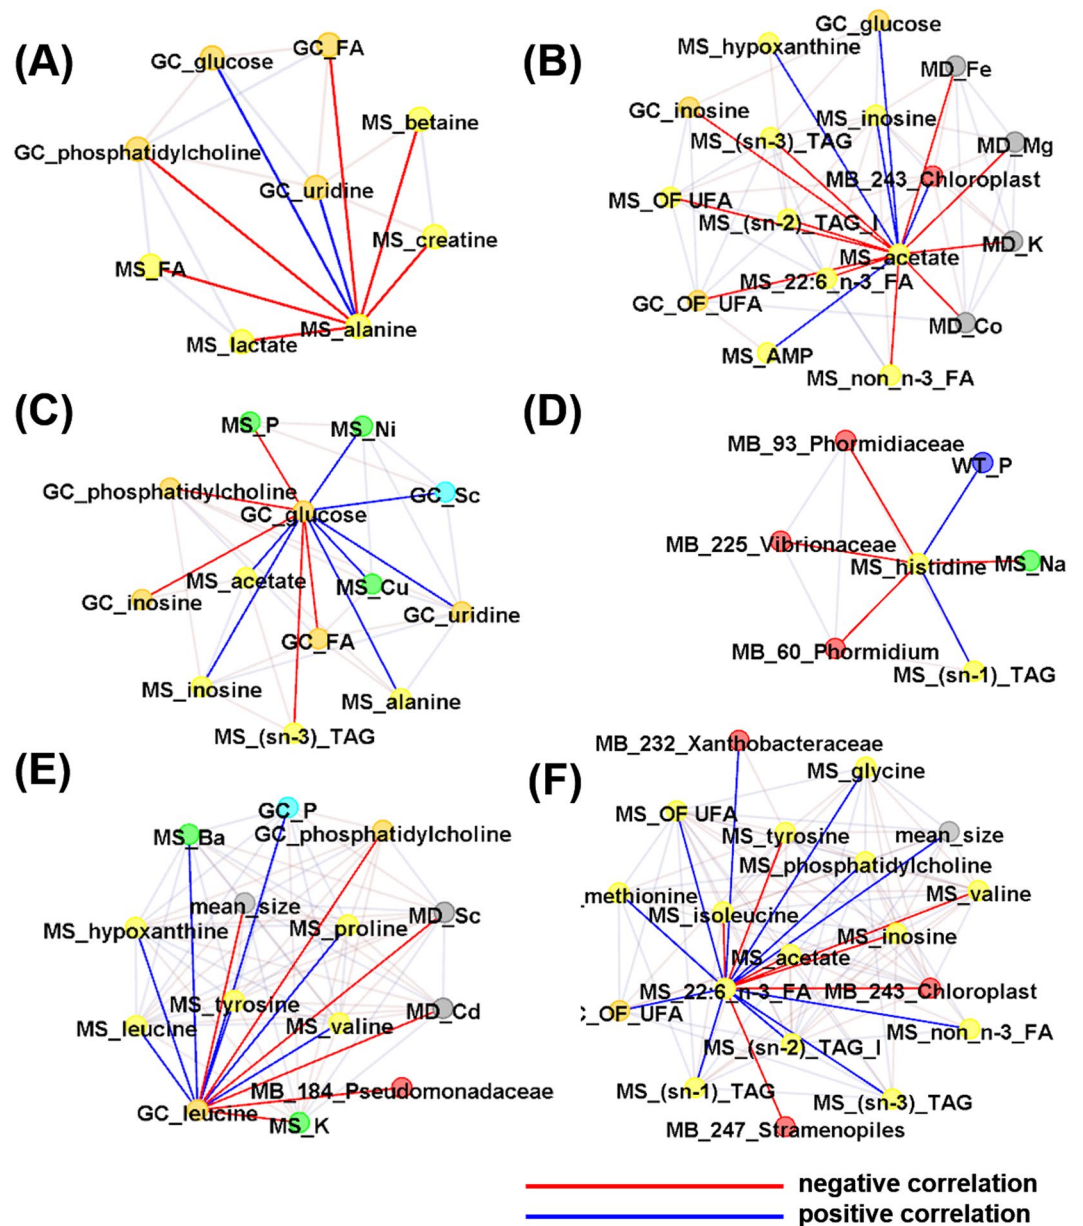 (A)
GC_FA
GC_glucose
MS_betaine
GC_phosphatidylcholine
GC_uridine
MS_creatine
MS_FA
MS_alanine
MS_lactate
(B)
GC_glucose
MS_hypoxanthine
MD_Fe
GC_inosine
MS_inosine
MS_(sn-3)_TAG
MD_Mg
MB_243_Chloroplast
MS_OF_UFA
MS_(sn-2)_TAG_I
MD_K
MS_acetate
MS_22:6_n-3_FA
GC_OF_UFA
MD_Co
MS_AMP
MS_non_n-3_FA
(C)
MS_P
MS_Ni
GC_phosphatidylcholine
GC_Sc
GC_glucose
MS_acetate
MS_Cu
GC_inosine
GC_uridine
GC_FA
MS_inosine
MS_alanine
MS_(sn-3)_TAG
(D)
MB_93_Phormidiaceae
WT_P
MB_225_Vibrionaceae
MS_histidine
MS_Na
MB_60_Phormidium
MS_(sn-1)_TAG
(E)
GC_P
MS_Ba
GC_phosphatidylcholine
mean_size
MD_Sc
MS_hypoxanthine
MS_proline
MS_tyrosine
MD_Cd
MS_leucine
MS_valine
MB_184_Pseudomonadaceae
GC_leucine
MS_K
(F)
MB_232_Xanthobacteraceae
MS_glycine
MS_OF_UFA
MS_tyrosine
mean_size
MS_phosphatidylcholine
_methionine
MS_valine
MS_isoleucine
MS_inosine
MS_acetate
MS_22:6_n-3_FA
MB_243_Chloroplast
C_OF_UFA
MS_non_n-3_FA
MS_(sn-2)_TAG_I
MS_(sn-1)_TAG
MS_(sn-3)_TAG
MB_247_Stramenopiles
negative correlation
positive correlation